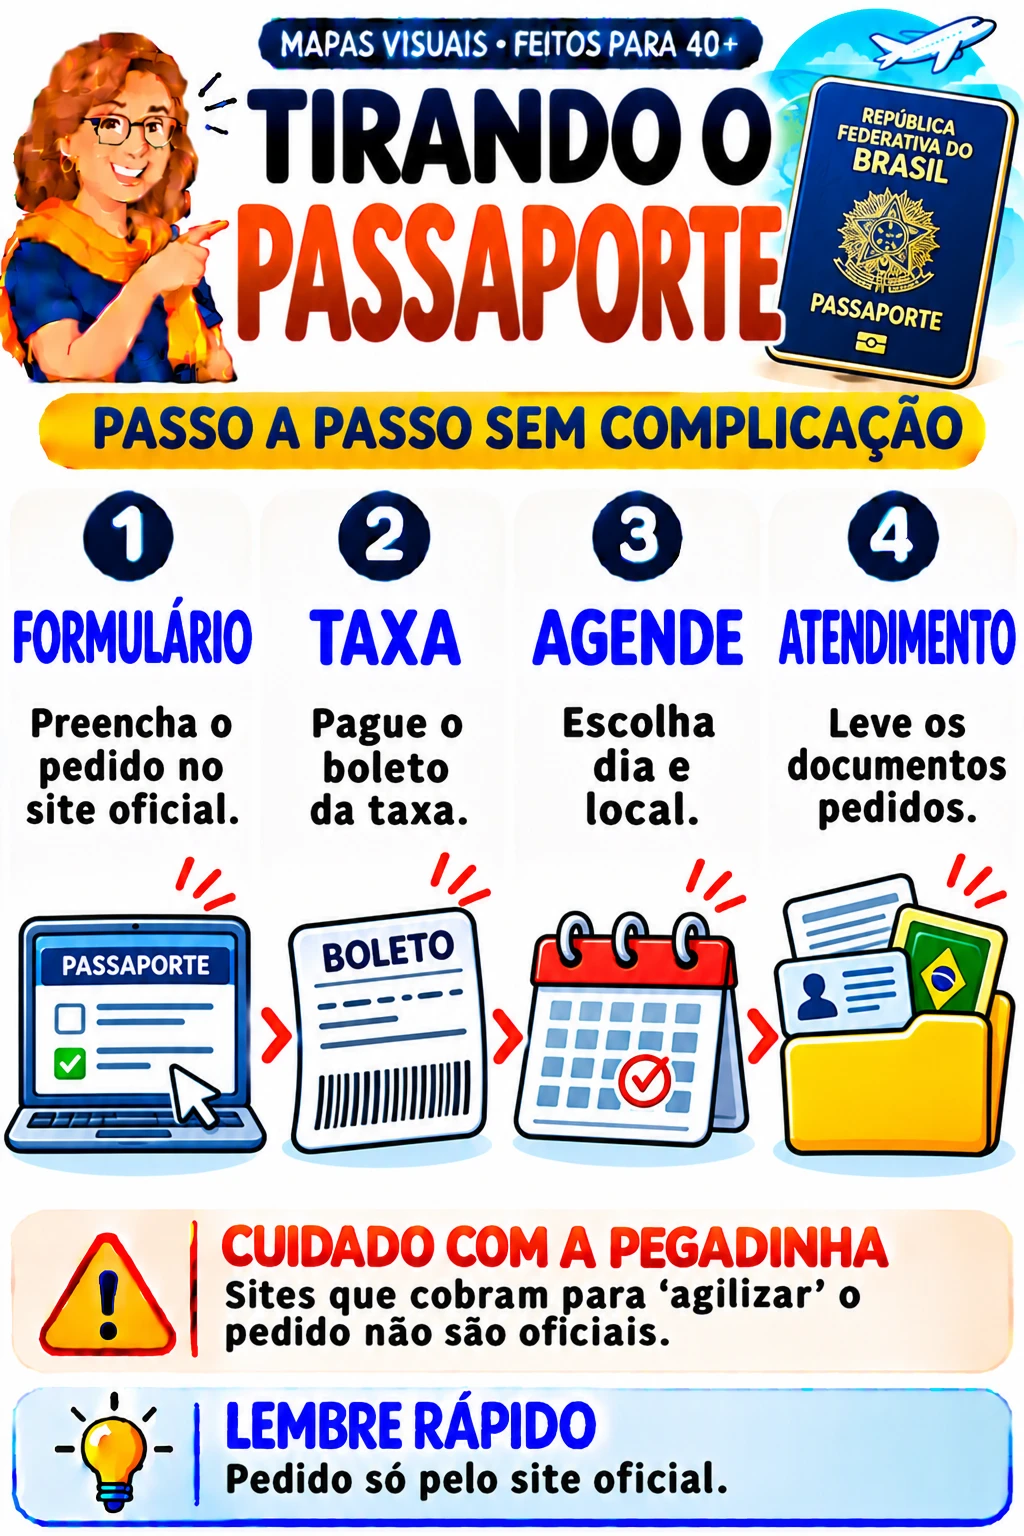 MAPAS VISUAIS • FEITOS PARA 40+
TIRANDO O
PASSAPORTE
REPÚBLICA
FEDERATIVA DO
BRASIL
PASSAPORTE
PASSO A PASSO SEM COMPLICAÇÃO
1
FORMULÁRIO
Preencha o
pedido no
site oficial.
PASSAPORTE
2
TAXA
Pague o
boleto
da taxa.
BOLETO
3
AGENDE
Escolha
dia e
local.
4
ATENDIMENTO
Leve os
documentos
pedidos.
CUIDADO COM A PEGADINHA
Sites que cobram para ‘agilizar’ o
pedido não são oficiais.
LEMBRE RÁPIDO
Pedido só pelo site oficial.